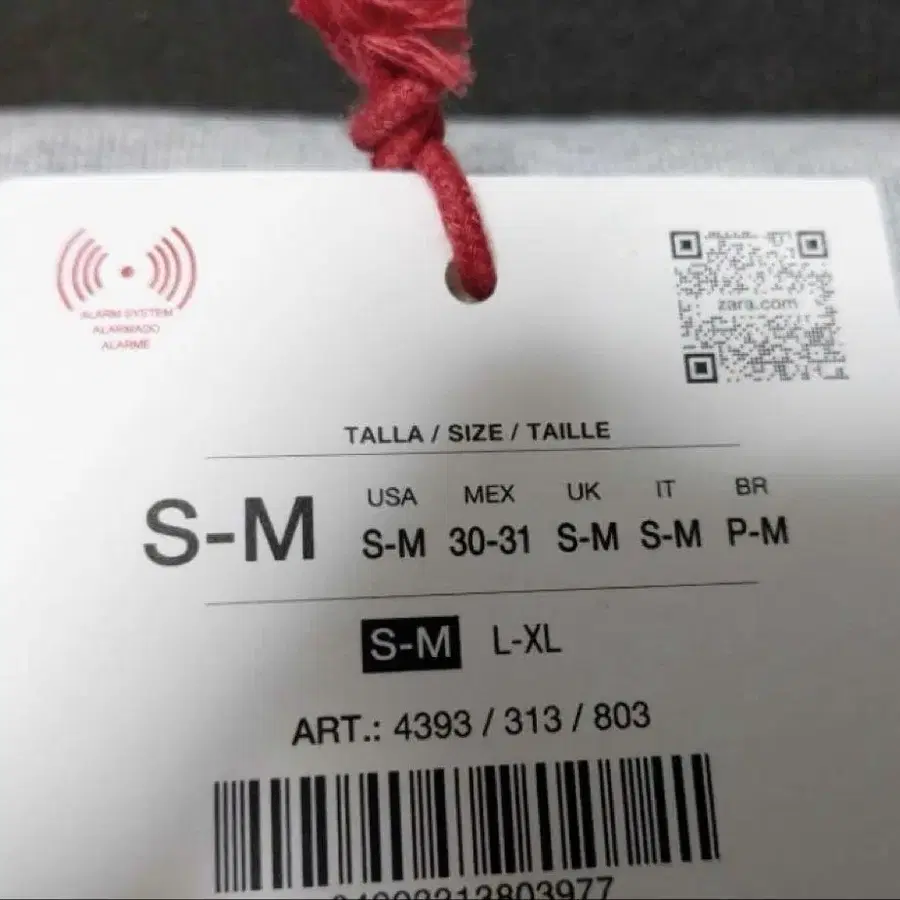 ALARM SYSTEM
ALARMADO
ALARME
zara.com
TALLA / SIZE / TAILLE
S-M
USA MEX UK IT BR
S-M 30-31 S-M S-M P-M
S-M L-XL
ART.: 4393 / 313 / 803